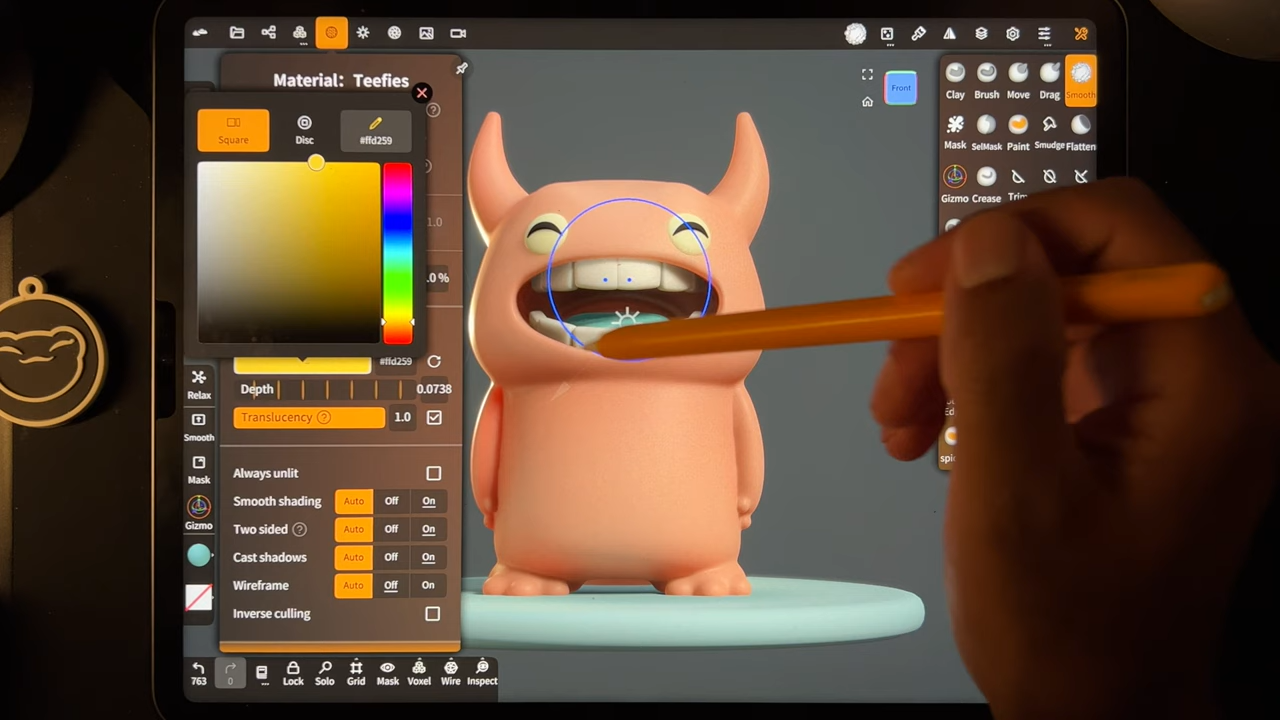 Material: Teefies
Square
Disc
#ffd259
1.0
.0 %
#ffd259
Depth
0.0738
Translucency ?
1.0
Always unlit
Smooth shading Auto Off On
Two sided ? Auto Off On
Cast shadows Auto Off On
Wireframe Auto Off On
Inverse culling
Relax
Smooth
Mask
Gizmo
763
0
Lock
Solo
Grid
Mask
Voxel
Wire
Inspect
Front
Clay
Brush
Move
Drag
Smooth
Mask
SelMask
Paint
Smudge
Flatten
Gizmo
Crease
Trim